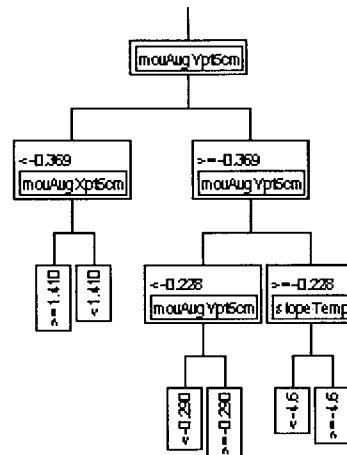 mouAugYpt5cm
<-0.369
mouAugXpt5cm
>=-0.369
mouAugYpt5cm
>=1.410
<1.410
<-0.228
mouAugYpt5cm
>=-0.228
slopeTemp
<-0.290
>=-0.290
<-4.6
>=-4.6